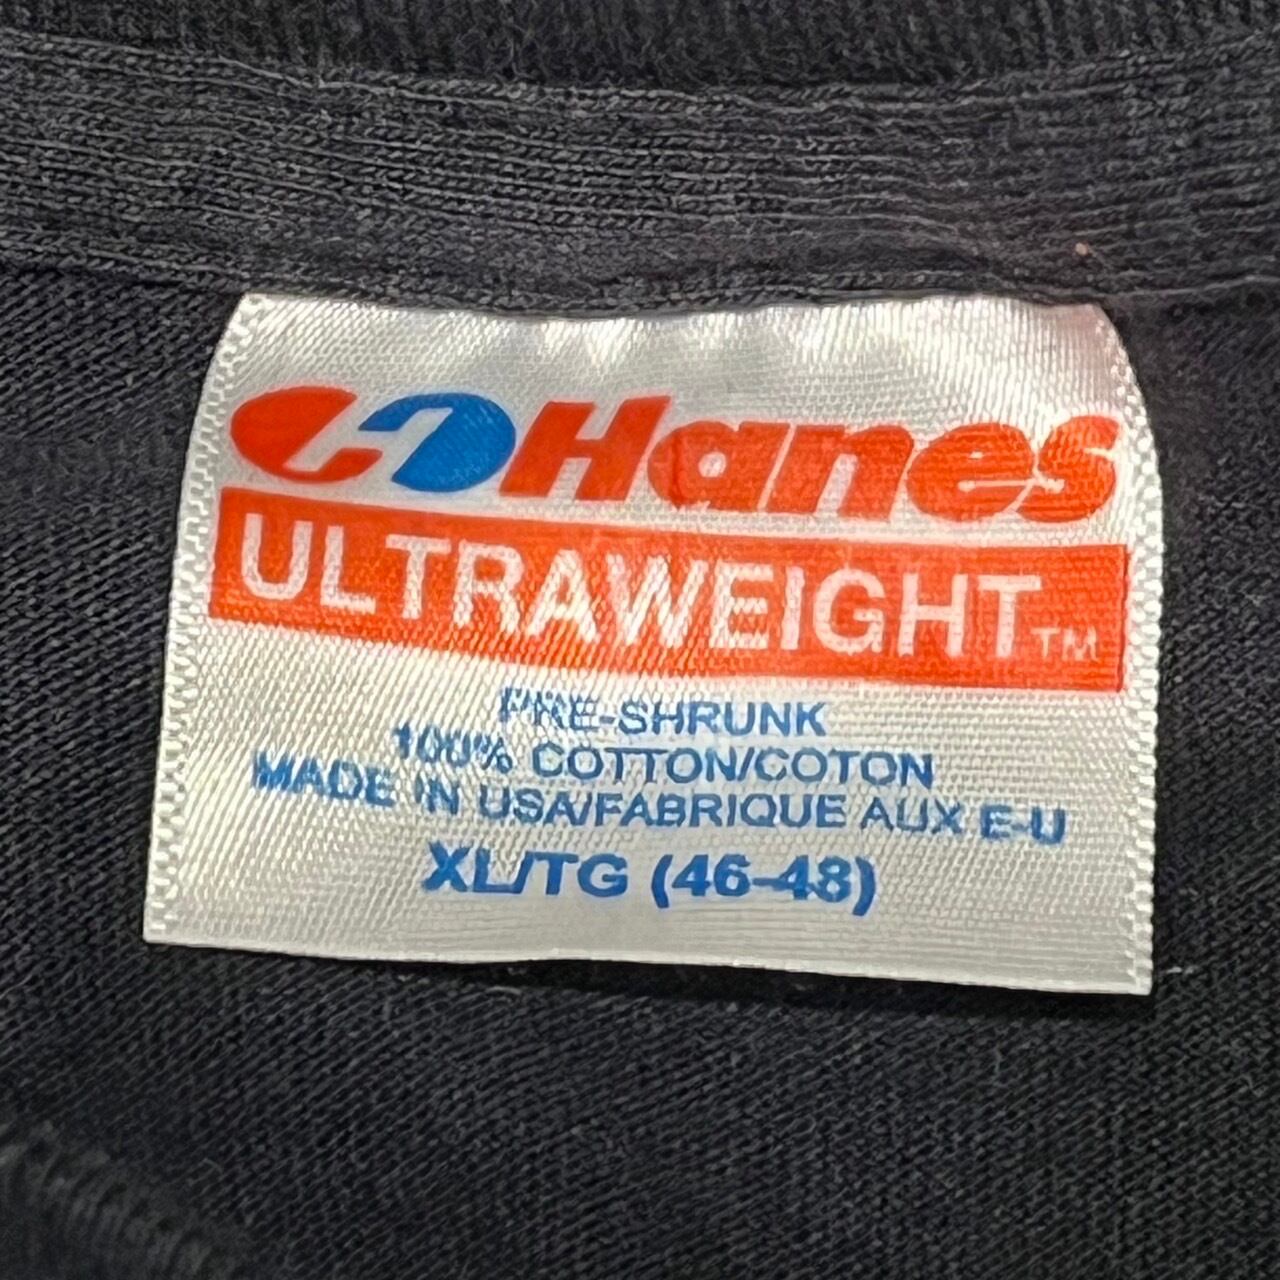 Hanes
ULTRAWEIGHT™
PRE-SHRUNK
100% COTTON/COTON
MADE IN USA/FABRIQUE AUX E-U
XL/TG (46-48)